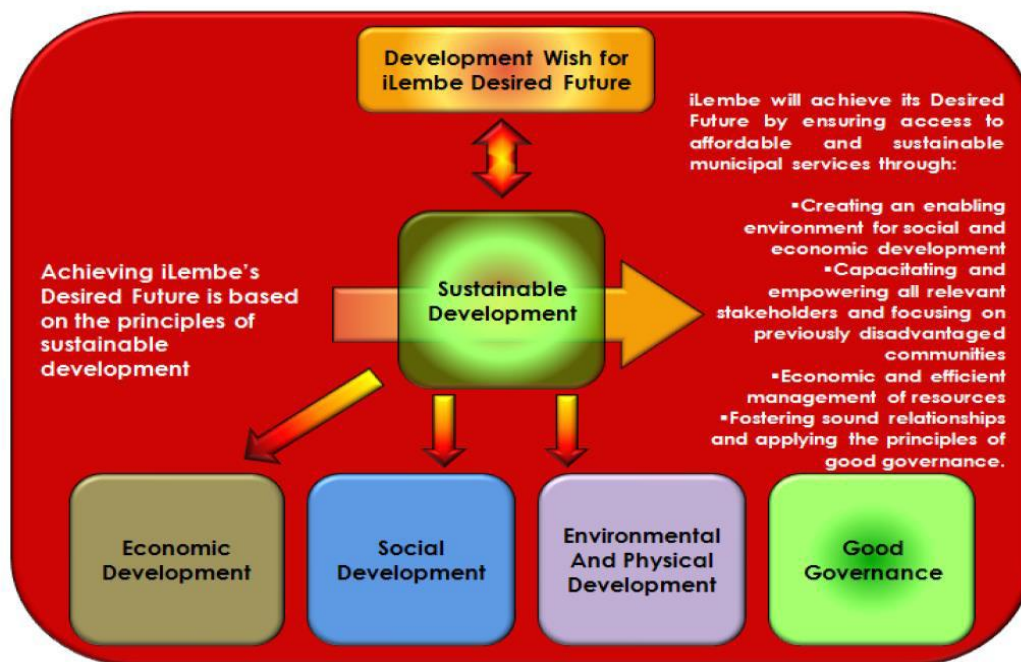 Development Wish for
iLembe Desired Future
iLembe will achieve its Desired
Future by ensuring access to
affordable and sustainable
municipal services through:
▪Creating an enabling
environment for social and
economic development
▪Capacitating and
empowering all relevant
stakeholders and focusing on
previously disadvantaged
communities
▪Economic and efficient
management of resources
▪Fostering sound relationships
and applying the principles of
good governance.
Achieving iLembe’s
Desired Future is based
on the principles of
sustainable
development
Sustainable
Development
Economic
Development
Social
Development
Environmental
And Physical
Development
Good
Governance